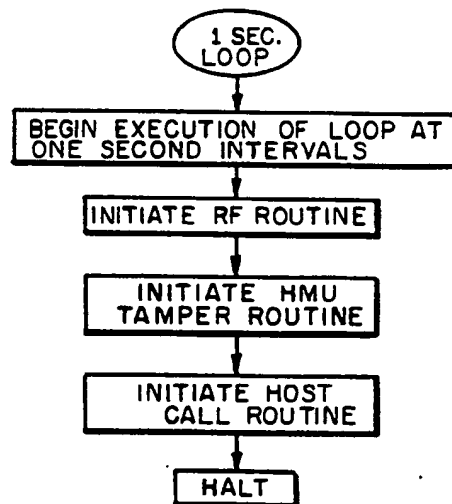 1 SEC.
LOOP
BEGIN EXECUTION OF LOOP AT
ONE SECOND INTERVALS
INITIATE RF ROUTINE
INITIATE HMU
TAMPER ROUTINE
INITIATE HOST
CALL ROUTINE
HALT